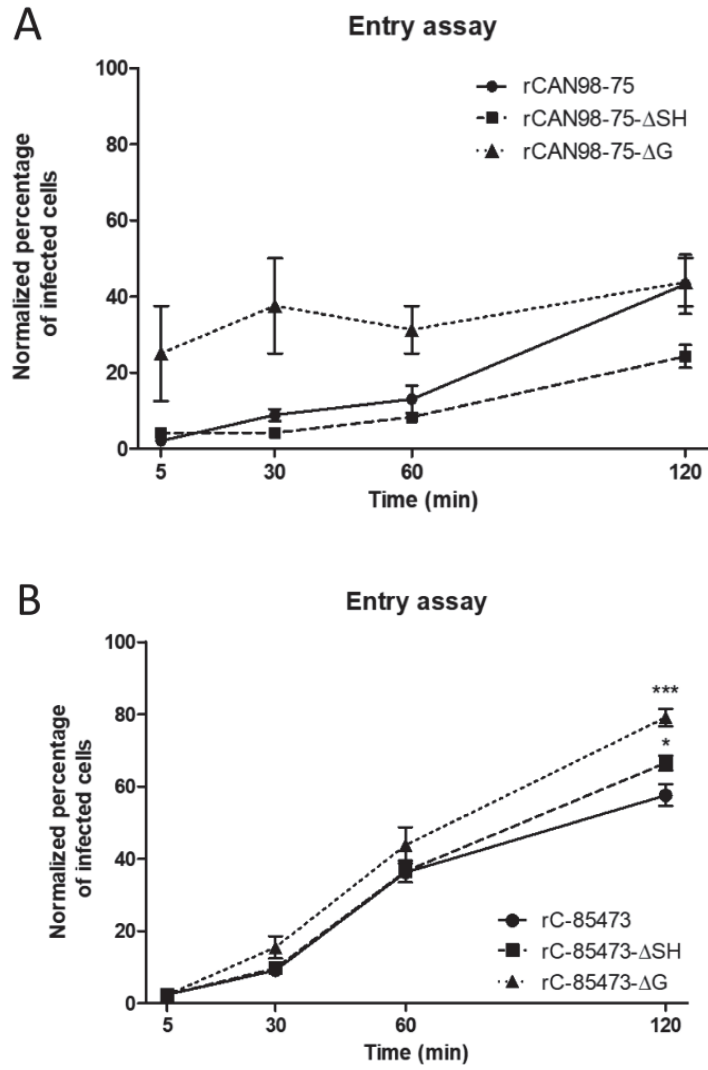 A
Entry assay
100
80
60
40
20
0
Normalized percentage
of infected cells
rCAN98-75
rCAN98-75-ΔSH
rCAN98-75-ΔG
5 30 60 120
Time (min)
B
Entry assay
100
80
60
40
20
0
Normalized percentage
of infected cells
***
*
rC-85473
rC-85473-ΔSH
rC-85473-ΔG
5 30 60 120
Time (min)